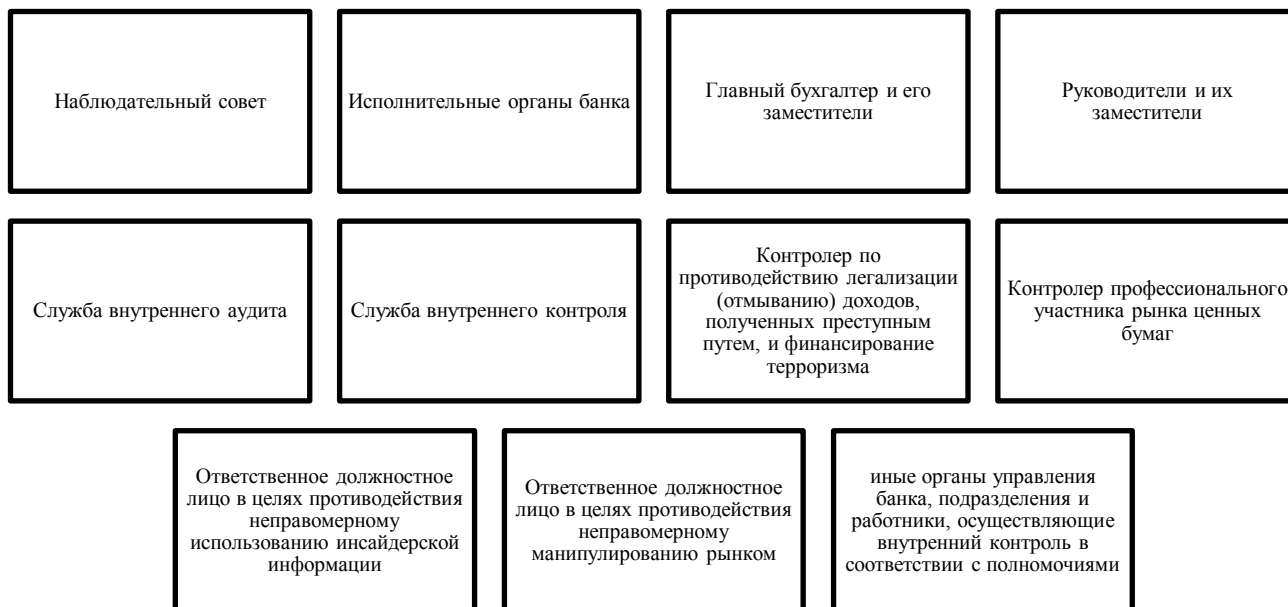 Наблюдательный совет
Исполнительные органы банка
Главный бухгалтер и его
заместители
Руководители и их
заместители
Служба внутреннего аудита
Служба внутреннего контроля
Контролер по
противодействию легализации
(отмыванию) доходов,
полученных преступным
путем, и финансирование
терроризма
Контролер профессионального
участника рынка ценных
бумаг
Ответственное должностное
лицо в целях противодействия
неправомерному
использованию инсайдерской
информации
Ответственное должностное
лицо в целях противодействия
неправомерному
манипулированию рынком
иные органы управления
банка, подразделения и
работники, осуществляющие
внутренний контроль в
соответствии с полномочиями